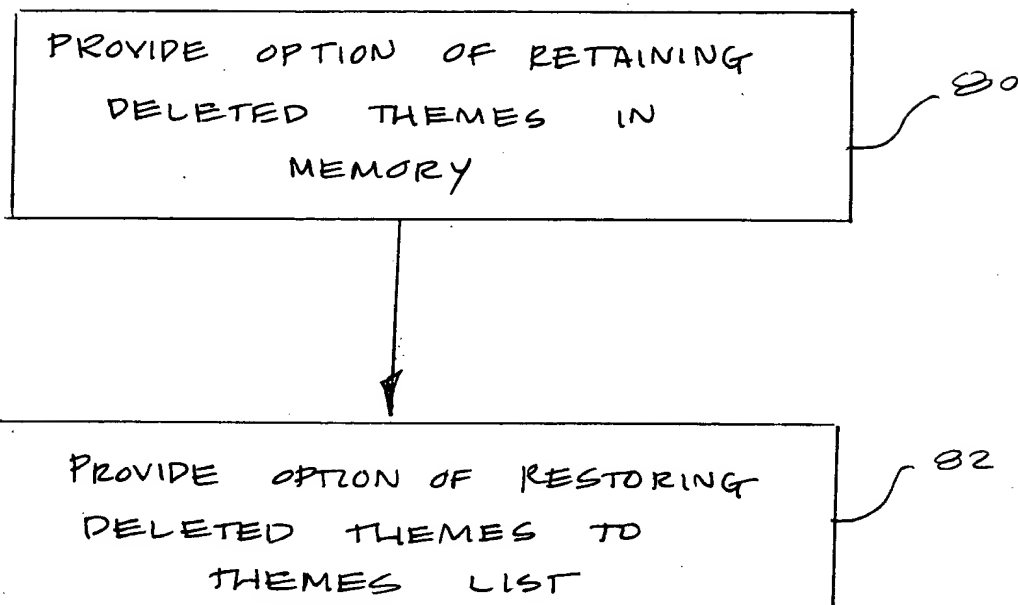 PROVIDE OPTION OF RETAINING
DELETED THEMES IN
MEMORY
80
PROVIDE OPTION OF RESTORING
DELETED THEMES TO
THEMES LIST
82